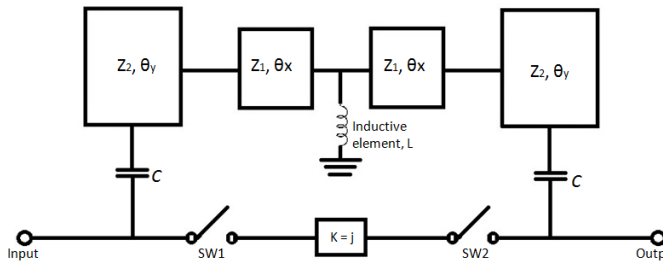 Z₂, θy
Z₁, θx
Z₁, θx
Z₂, θy
Inductive
element, L
C
C
K = j
Input
SW1
SW2
Outp